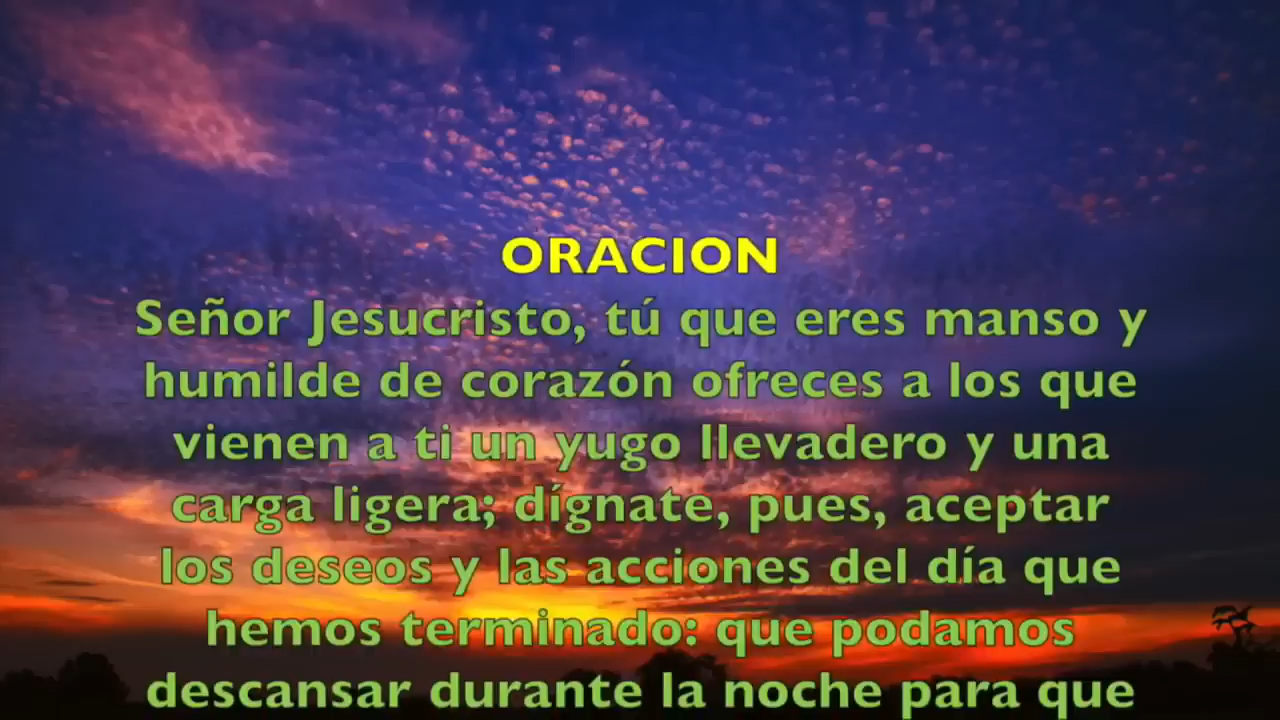 ORACION
Señor Jesucristo, tú que eres manso y
humilde de corazón ofreces a los que
vienen a ti un yugo llevadero y una
carga ligera; dígnate, pues, aceptar
los deseos y las acciones del día que
hemos terminado: que podamos
descansar durante la noche para que